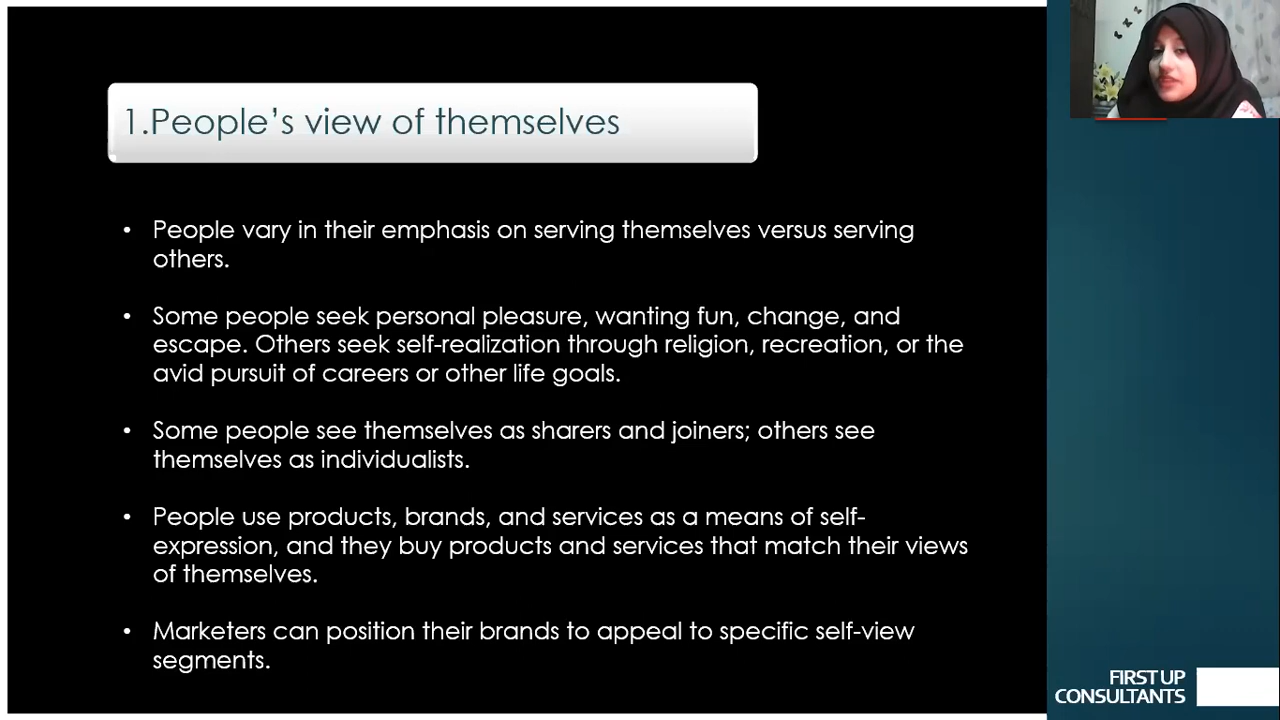 1.People's view of themselves
• People vary in their emphasis on serving themselves versus serving
others.
• Some people seek personal pleasure, wanting fun, change, and
escape. Others seek self-realization through religion, recreation, or the
avid pursuit of careers or other life goals.
• Some people see themselves as sharers and joiners; others see
themselves as individualists.
• People use products, brands, and services as a means of self-
expression, and they buy products and services that match their views
of themselves.
• Marketers can position their brands to appeal to specific self-view
segments.
FIRST UP
CONSULTANTS